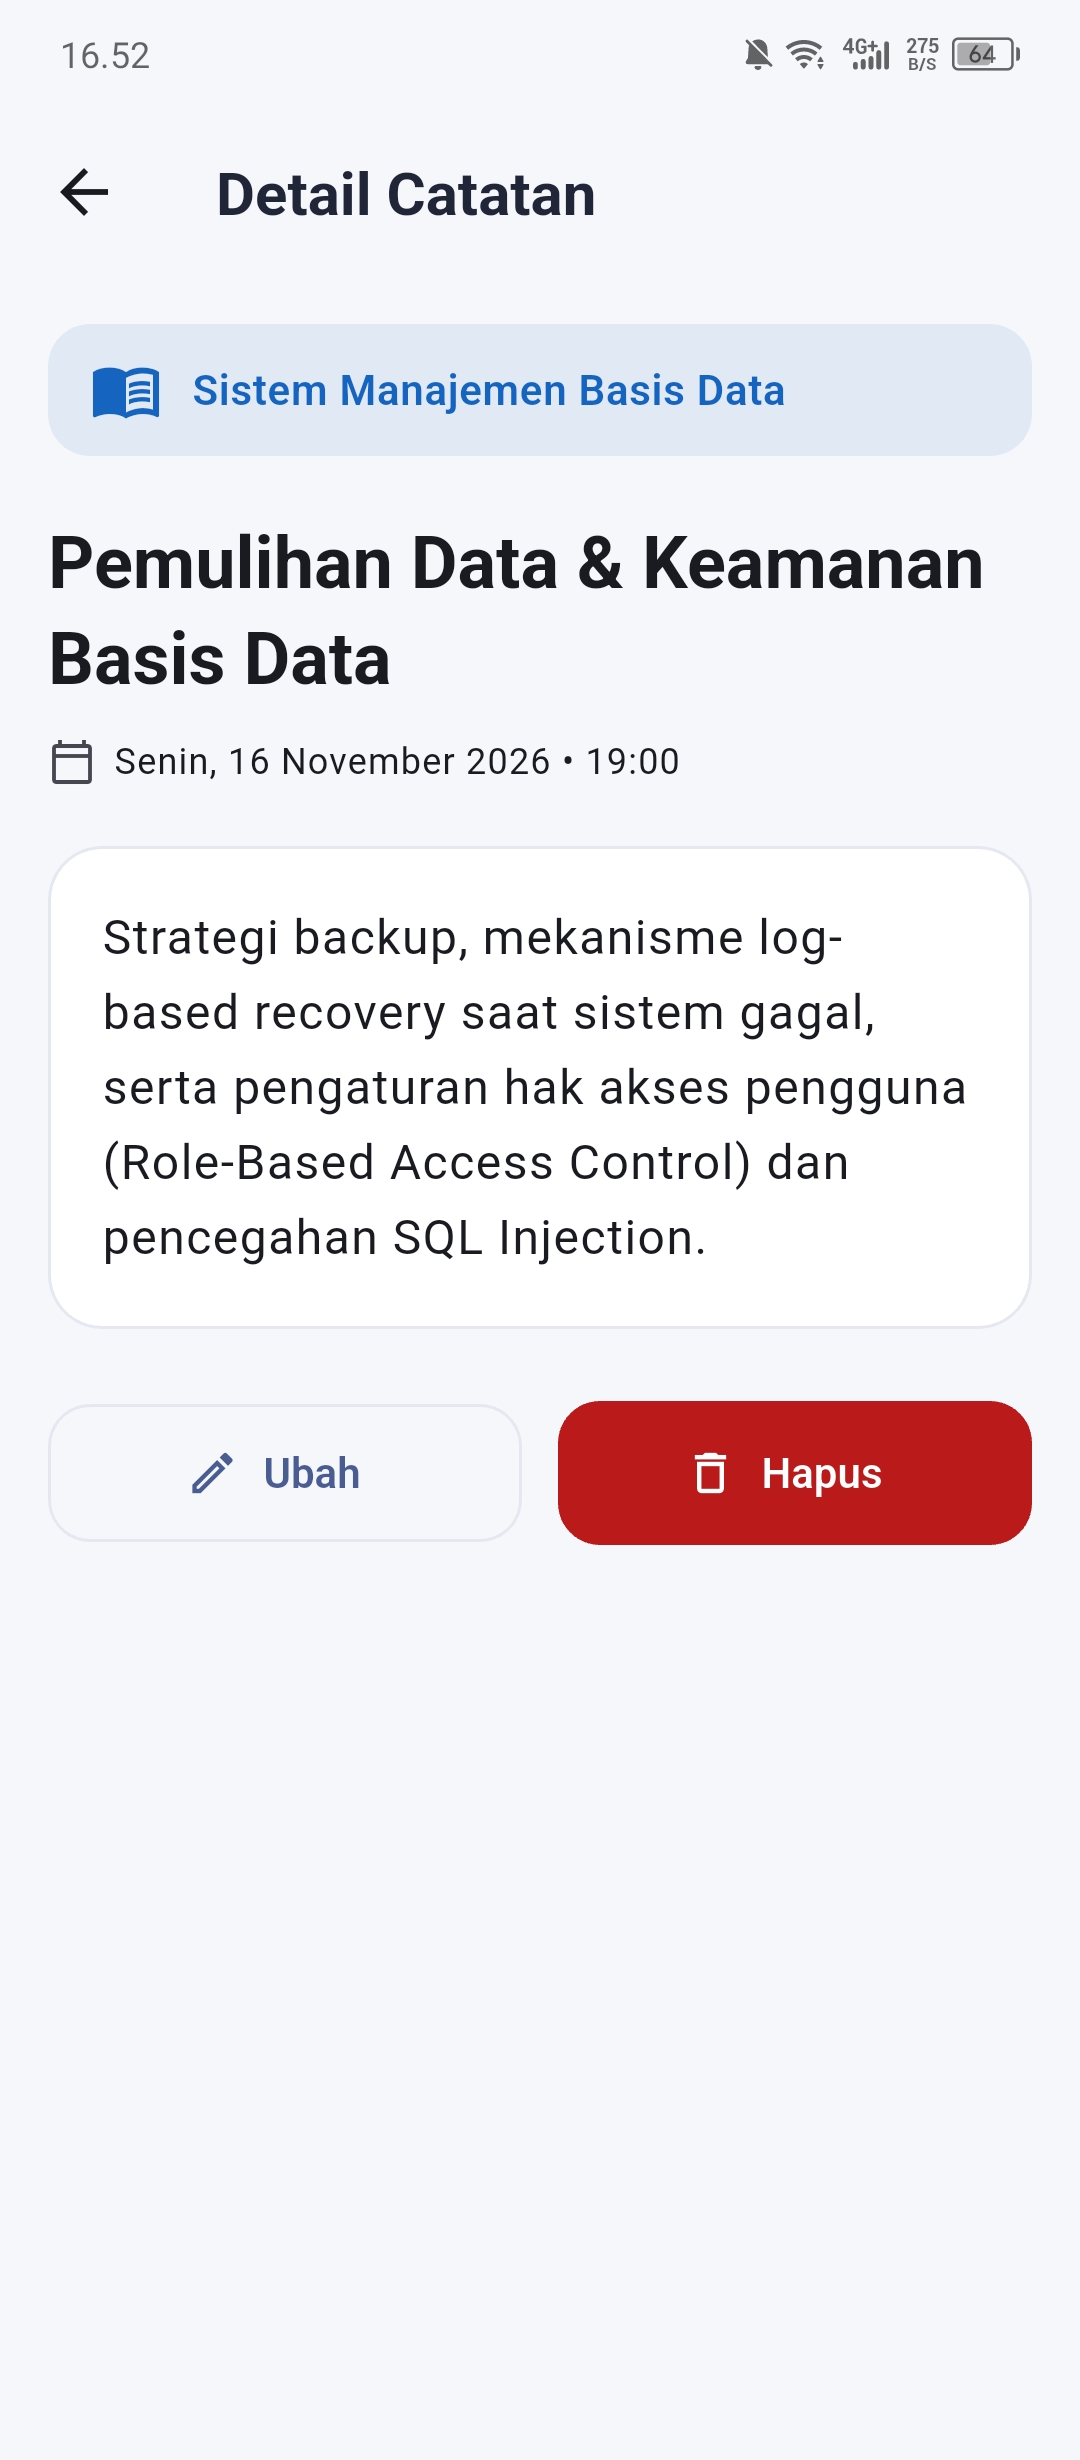 16.52
4G+ 275 B/S 64
Detail Catatan
Sistem Manajemen Basis Data
Pemulihan Data & Keamanan
Basis Data
Senin, 16 November 2026 • 19:00
Strategi backup, mekanisme log-
based recovery saat sistem gagal,
serta pengaturan hak akses pengguna
(Role-Based Access Control) dan
pencegahan SQL Injection.
Ubah
Hapus